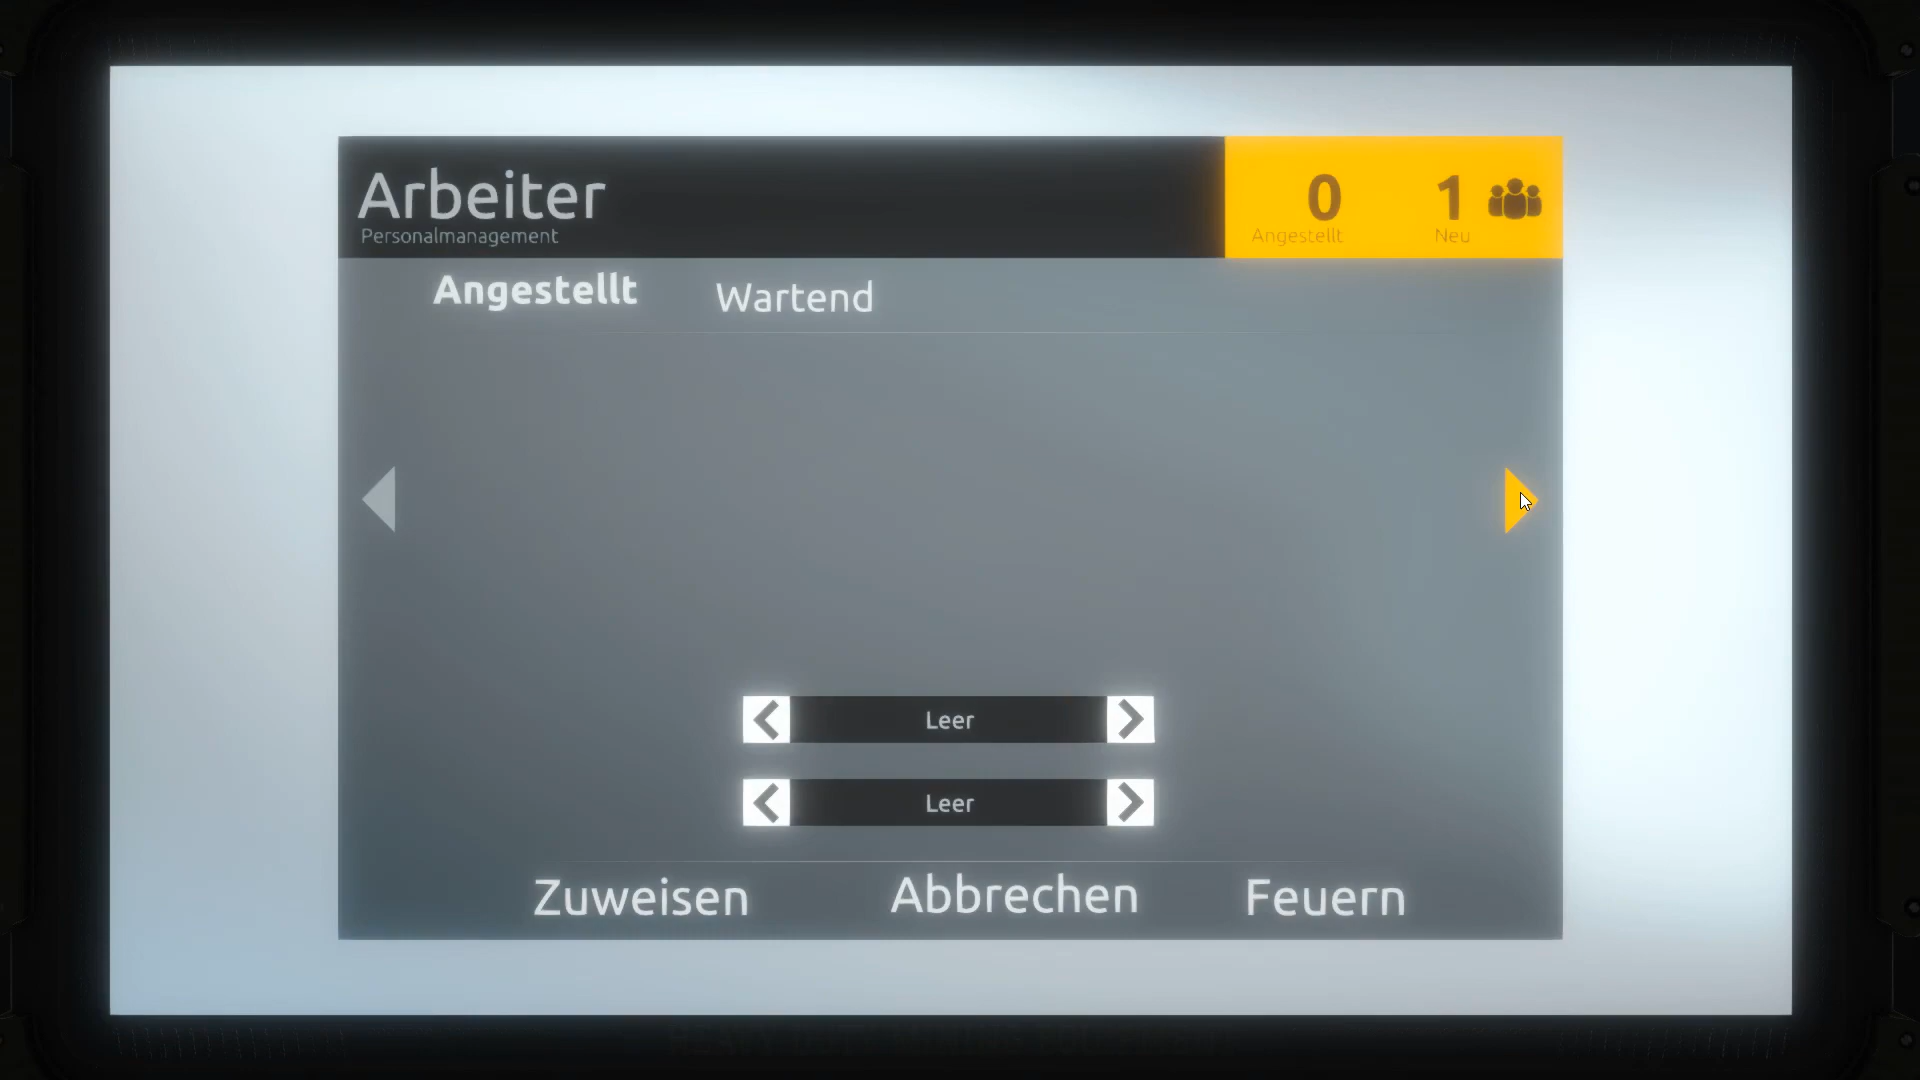 Arbeiter
Personalmanagement
0 1
Angestellt Neu
Angestellt Wartend
Leer
Leer
Zuweisen Abbrechen Feuern